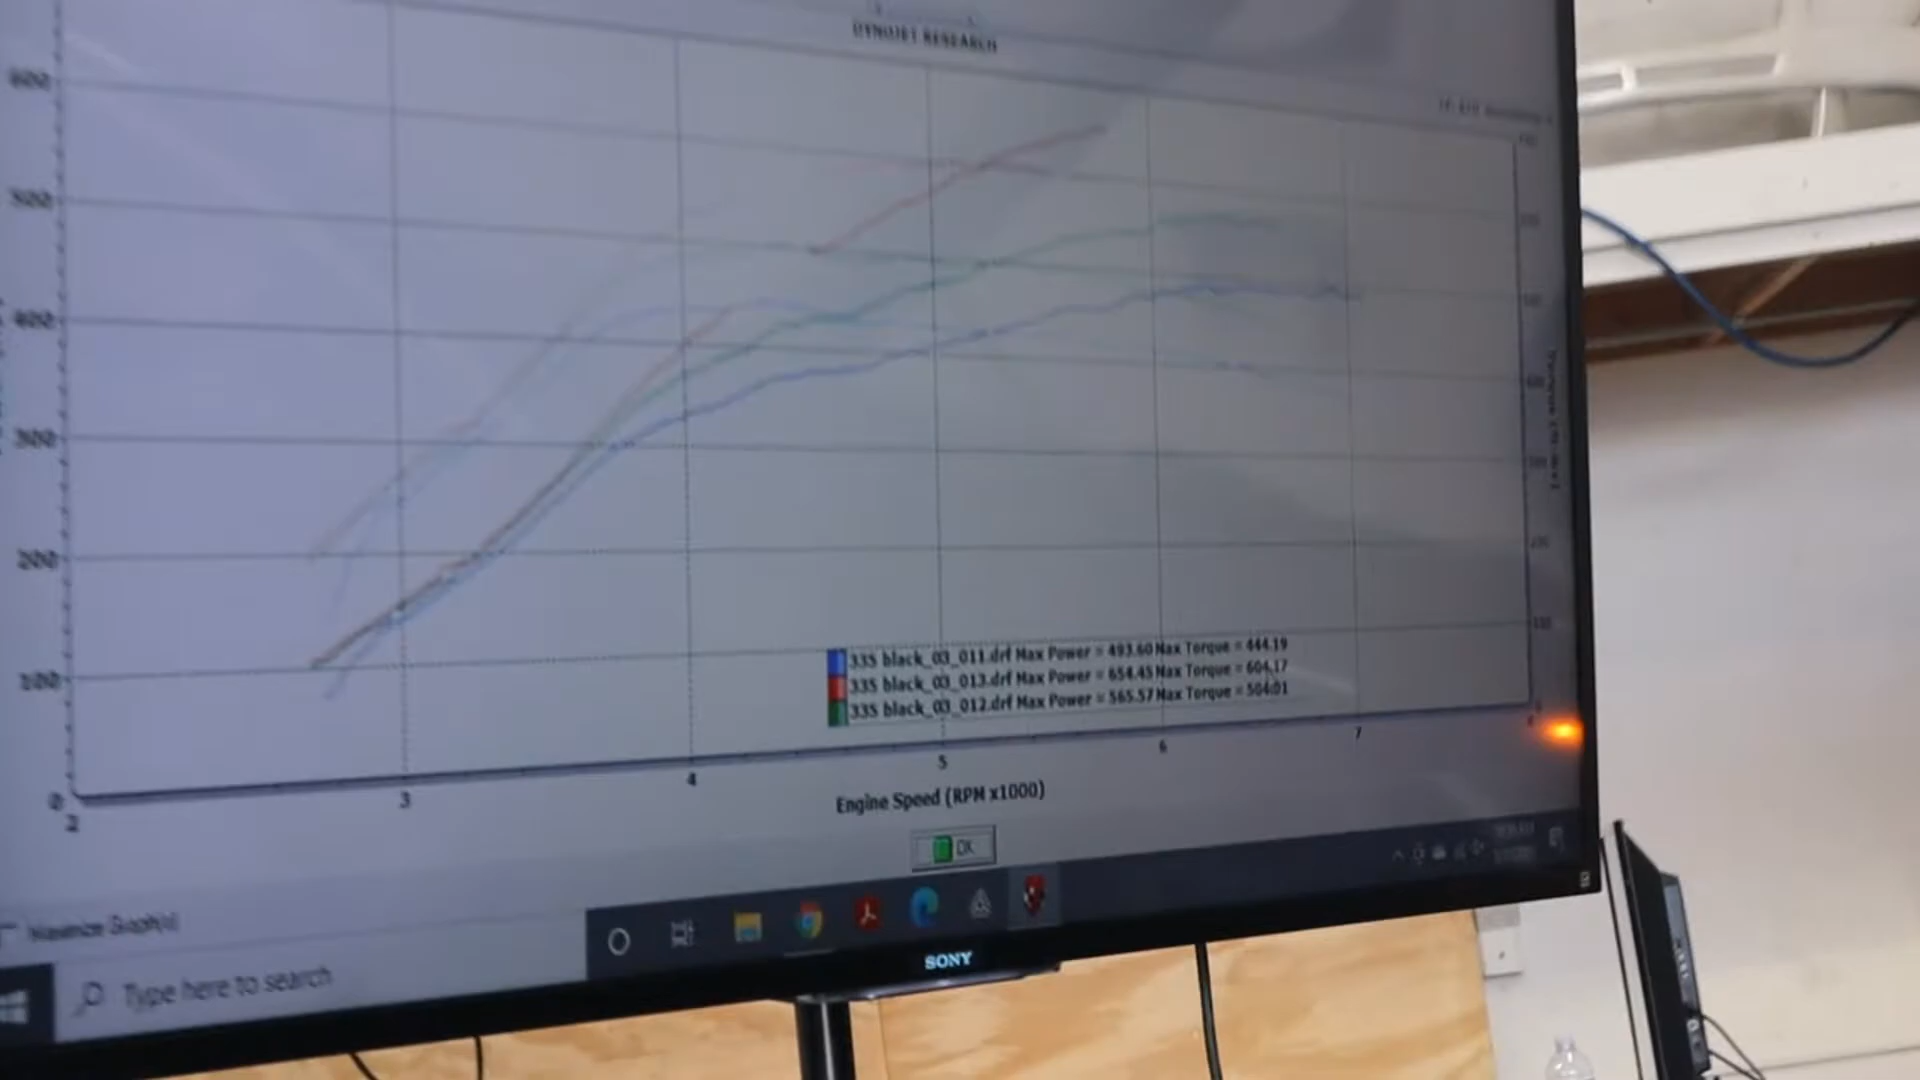 DYNOJET RESEARCH
600
500
400
300
200
100
0
335 black_03_011.drf Max Power = 493.60 Max Torque = 444.19
335 black_03_013.drf Max Power = 654.45 Max Torque = 604.17
335 black_03_012.drf Max Power = 565.57 Max Torque = 504.01
2 3 4 5 6 7
Engine Speed (RPM x1000)
OK
Maximize Graph(s)
Type here to search
SONY